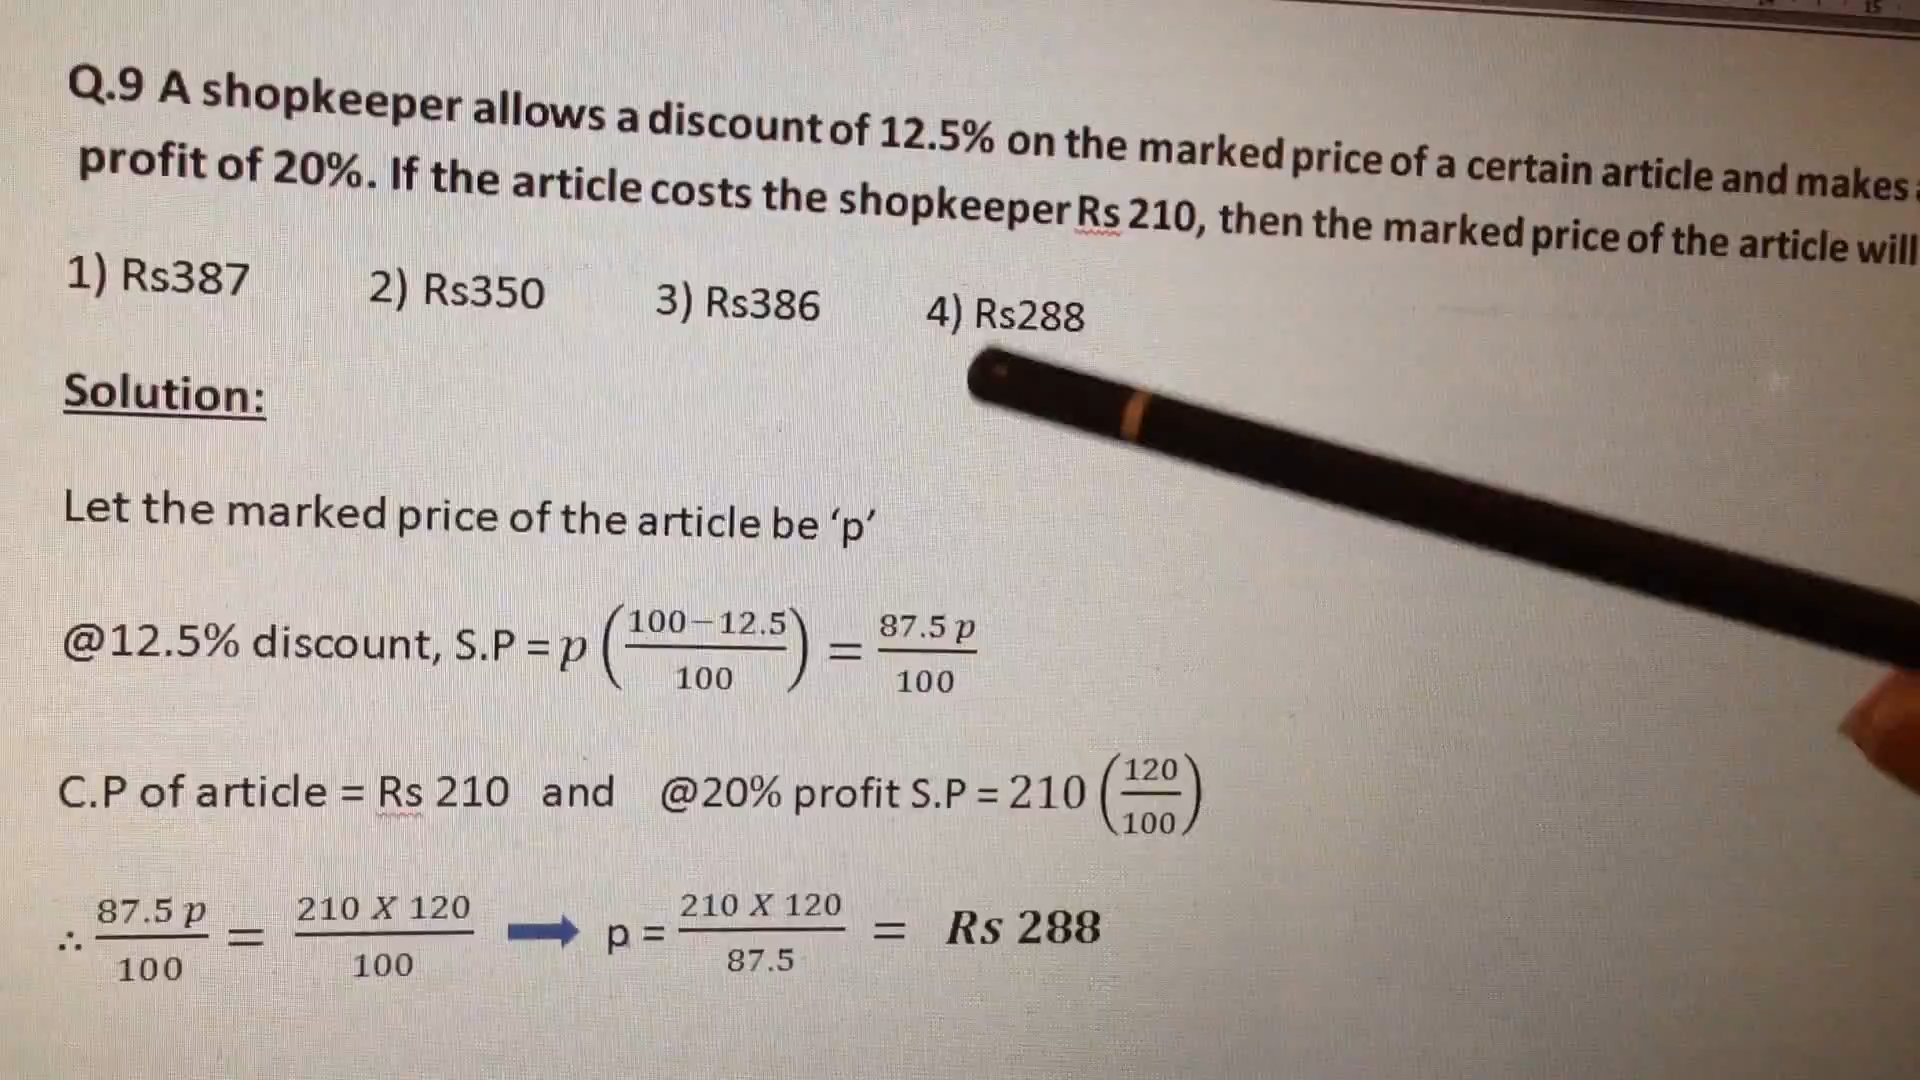 Q.9 A shopkeeper allows a discount of 12.5% on the marked price of a certain article and makes
profit of 20%. If the article costs the shopkeeper Rs 210, then the marked price of the article will
1) Rs387 2) Rs350 3) Rs386 4) Rs288
Solution:
Let the marked price of the article be ‘p’
@12.5% discount, S.P = p ((100−12.5)/100) = 87.5 p/100
C.P of article = Rs 210 and @20% profit S.P = 210 (120/100)
∴ 87.5 p/100 = 210 X 120/100 ➡ p = 210 X 120/87.5 = Rs 288